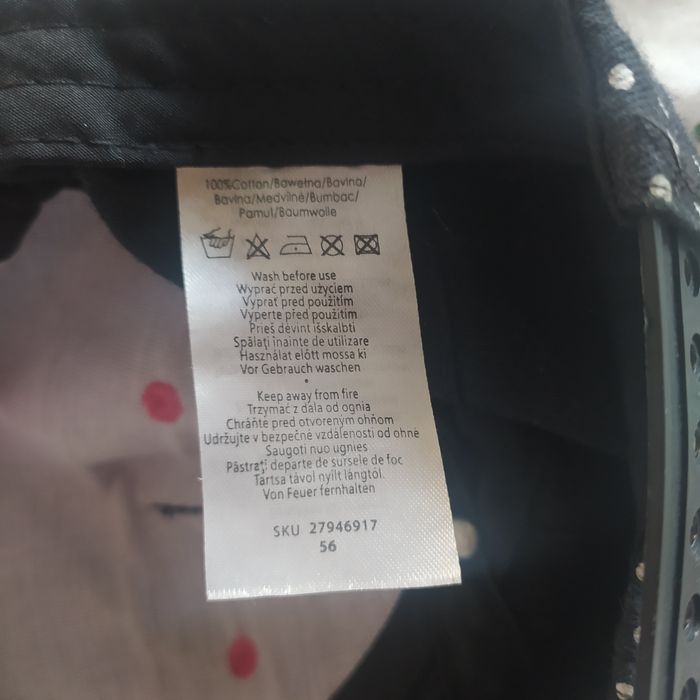 100%Cotton/Bawełna/Bavlna/
Bavlna/Medvilnė/Bumbac/
Pamut/Baumwolle
Wash before use
Wyprać przed użyciem
Vyprat před použitím
Vyperte před použitím
Prieš dėvint išskalbti
Spălați înainte de utilizare
Használat előtt mossa ki
Vor Gebrauch waschen
Keep away from fire
Trzymać z dala od ognia
Chráňte pred otvoreným ohňom
Udržujte v bezpečné vzdálenosti od ohně
Saugoti nuo ugnies
Păstrați departe de sursele de foc
Tartsa távol nyílt lángtól.
Von Feuer fernhalten
SKU 27946917
56